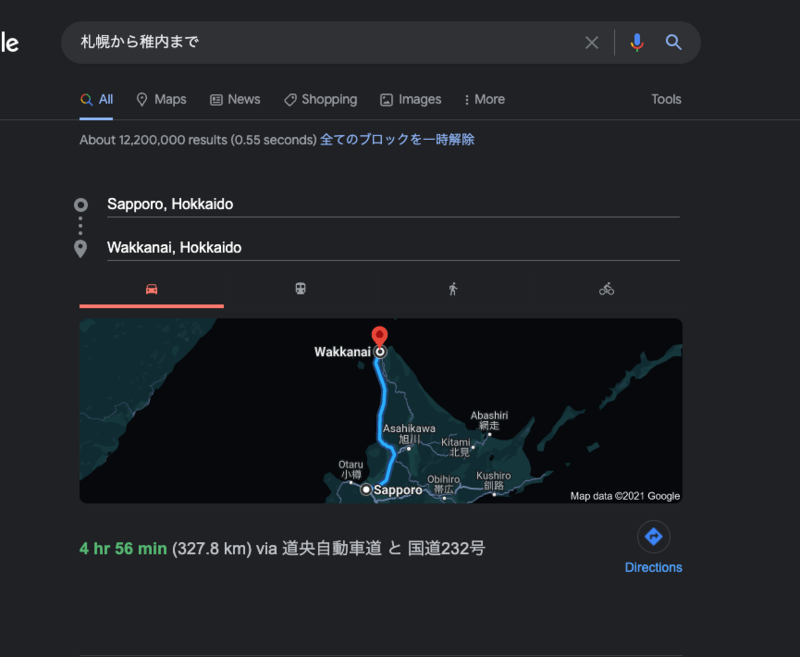 le
札幌から稚内まで
All Maps News Shopping Images More Tools
About 12,200,000 results (0.55 seconds) 全てのブロックを一時解除
Sapporo, Hokkaido
Wakkanai, Hokkaido
Wakkanai
Abashiri
網走
Asahikawa
旭川
Kitami
北見
Otaru
小樽
Sapporo
Obihiro
帯広
Kushiro
釧路
Map data ©2021 Google
4 hr 56 min (327.8 km) via 道央自動車道 と 国道232号
Directions